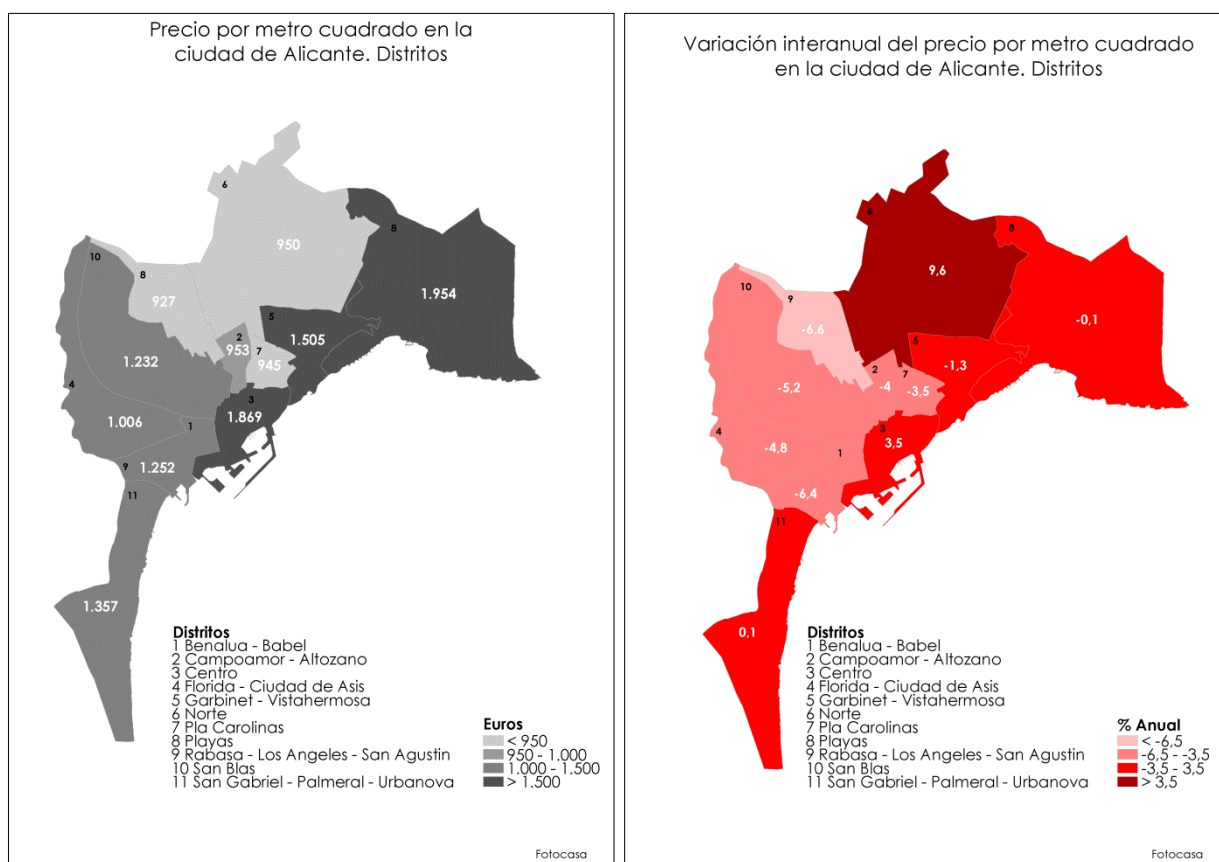 Precio por metro cuadrado en la
ciudad de Alicante. Distritos
6
8
10
950
8
927
1.954
5
2
1.505
953
7
945
1.232
4
3
1.869
1.006
1
9
1.252
11
1.357
Distritos
1 Benalua - Babel
2 Campoamor - Altozano
3 Centro
4 Florida - Ciudad de Asis
5 Garbinet - Vistahermosa
6 Norte
7 Pla Carolinas
8 Playas
9 Rabasa - Los Angeles - San Agustin
10 San Blas
11 San Gabriel - Palmeral - Urbanova
Euros
< 950
950 - 1.000
1.000 - 1.500
> 1.500
Fotocasa
Variación interanual del precio por metro cuadrado
en la ciudad de Alicante. Distritos
6
8
9,6
10
9
-0,1
-6,6
5
-1,3
2
7
-4
-3,5
-5,2
4
3
3,5
-4,8
1
-6,4
11
0,1
Distritos
1 Benalua - Babel
2 Campoamor - Altozano
3 Centro
4 Florida - Ciudad de Asis
5 Garbinet - Vistahermosa
6 Norte
7 Pla Carolinas
8 Playas
9 Rabasa - Los Angeles - San Agustin
10 San Blas
11 San Gabriel - Palmeral - Urbanova
% Anual
< -6,5
-6,5 - -3,5
-3,5 - 3,5
> 3,5
Fotocasa